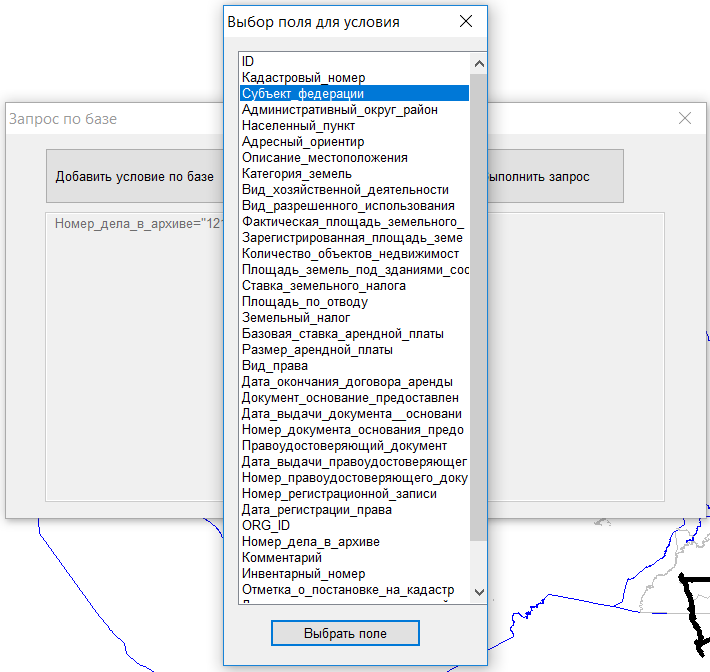 Выбор поля для условия
ID
Кадастровый_номер
Субъект_федерации
Административный_округ_район
Населенный_пункт
Адресный_ориентир
Описание_местоположения
Категория_земель
Вид_хозяйственной_деятельности
Вид_разрешенного_использования
Фактическая_площадь_земельного_
Зарегистрированная_площадь_земе
Количество_объектов_недвижимост
Площадь_земель_под_зданиями_соо
Ставка_земельного_налога
Площадь_по_отводу
Земельный_налог
Базовая_ставка_арендной_платы
Размер_арендной_платы
Вид_права
Дата_окончания_договора_аренды
Документ_основание_предоставлен
Дата_выдачи_документа__основани
Номер_документа_основания_предо
Правоудостоверяющий_документ
Дата_выдачи_правоудостоверяющег
Номер_правоудостоверяющего_доку
Номер_регистрационной_записи
Дата_регистрации_права
ORG_ID
Номер_дела_в_архиве
Комментарий
Инвентарный_номер
Отметка_о_постановке_на_кадастр
Выбрать поле
Запрос по базе
Добавить условие по базе
ыполнить запрос
Номер_дела_в_архиве="12